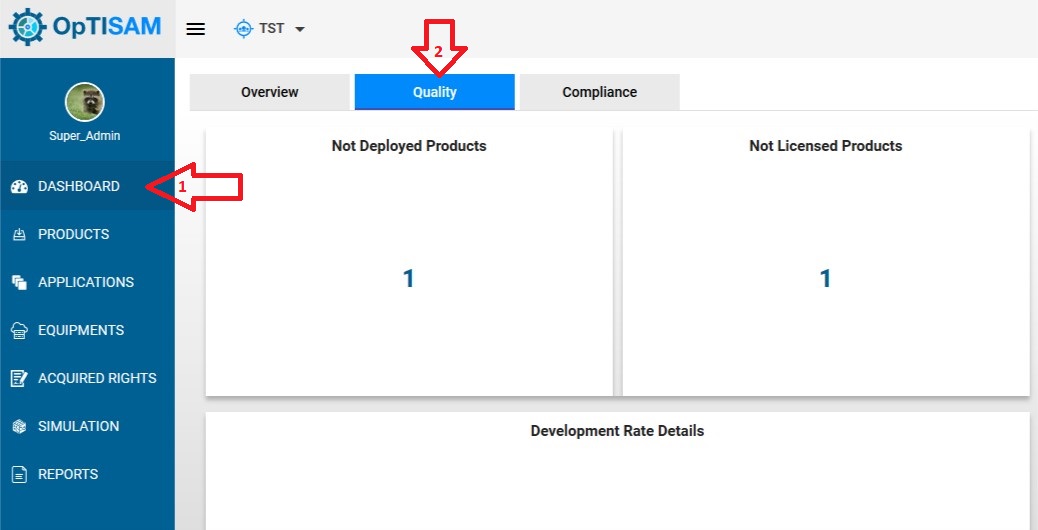 OpTISAM
TST
2
Overview
Quality
Compliance
Super_Admin
Not Deployed Products
Not Licensed Products
DASHBOARD
1
PRODUCTS
APPLICATIONS
1
1
EQUIPMENTS
ACQUIRED RIGHTS
SIMULATION
Development Rate Details
REPORTS